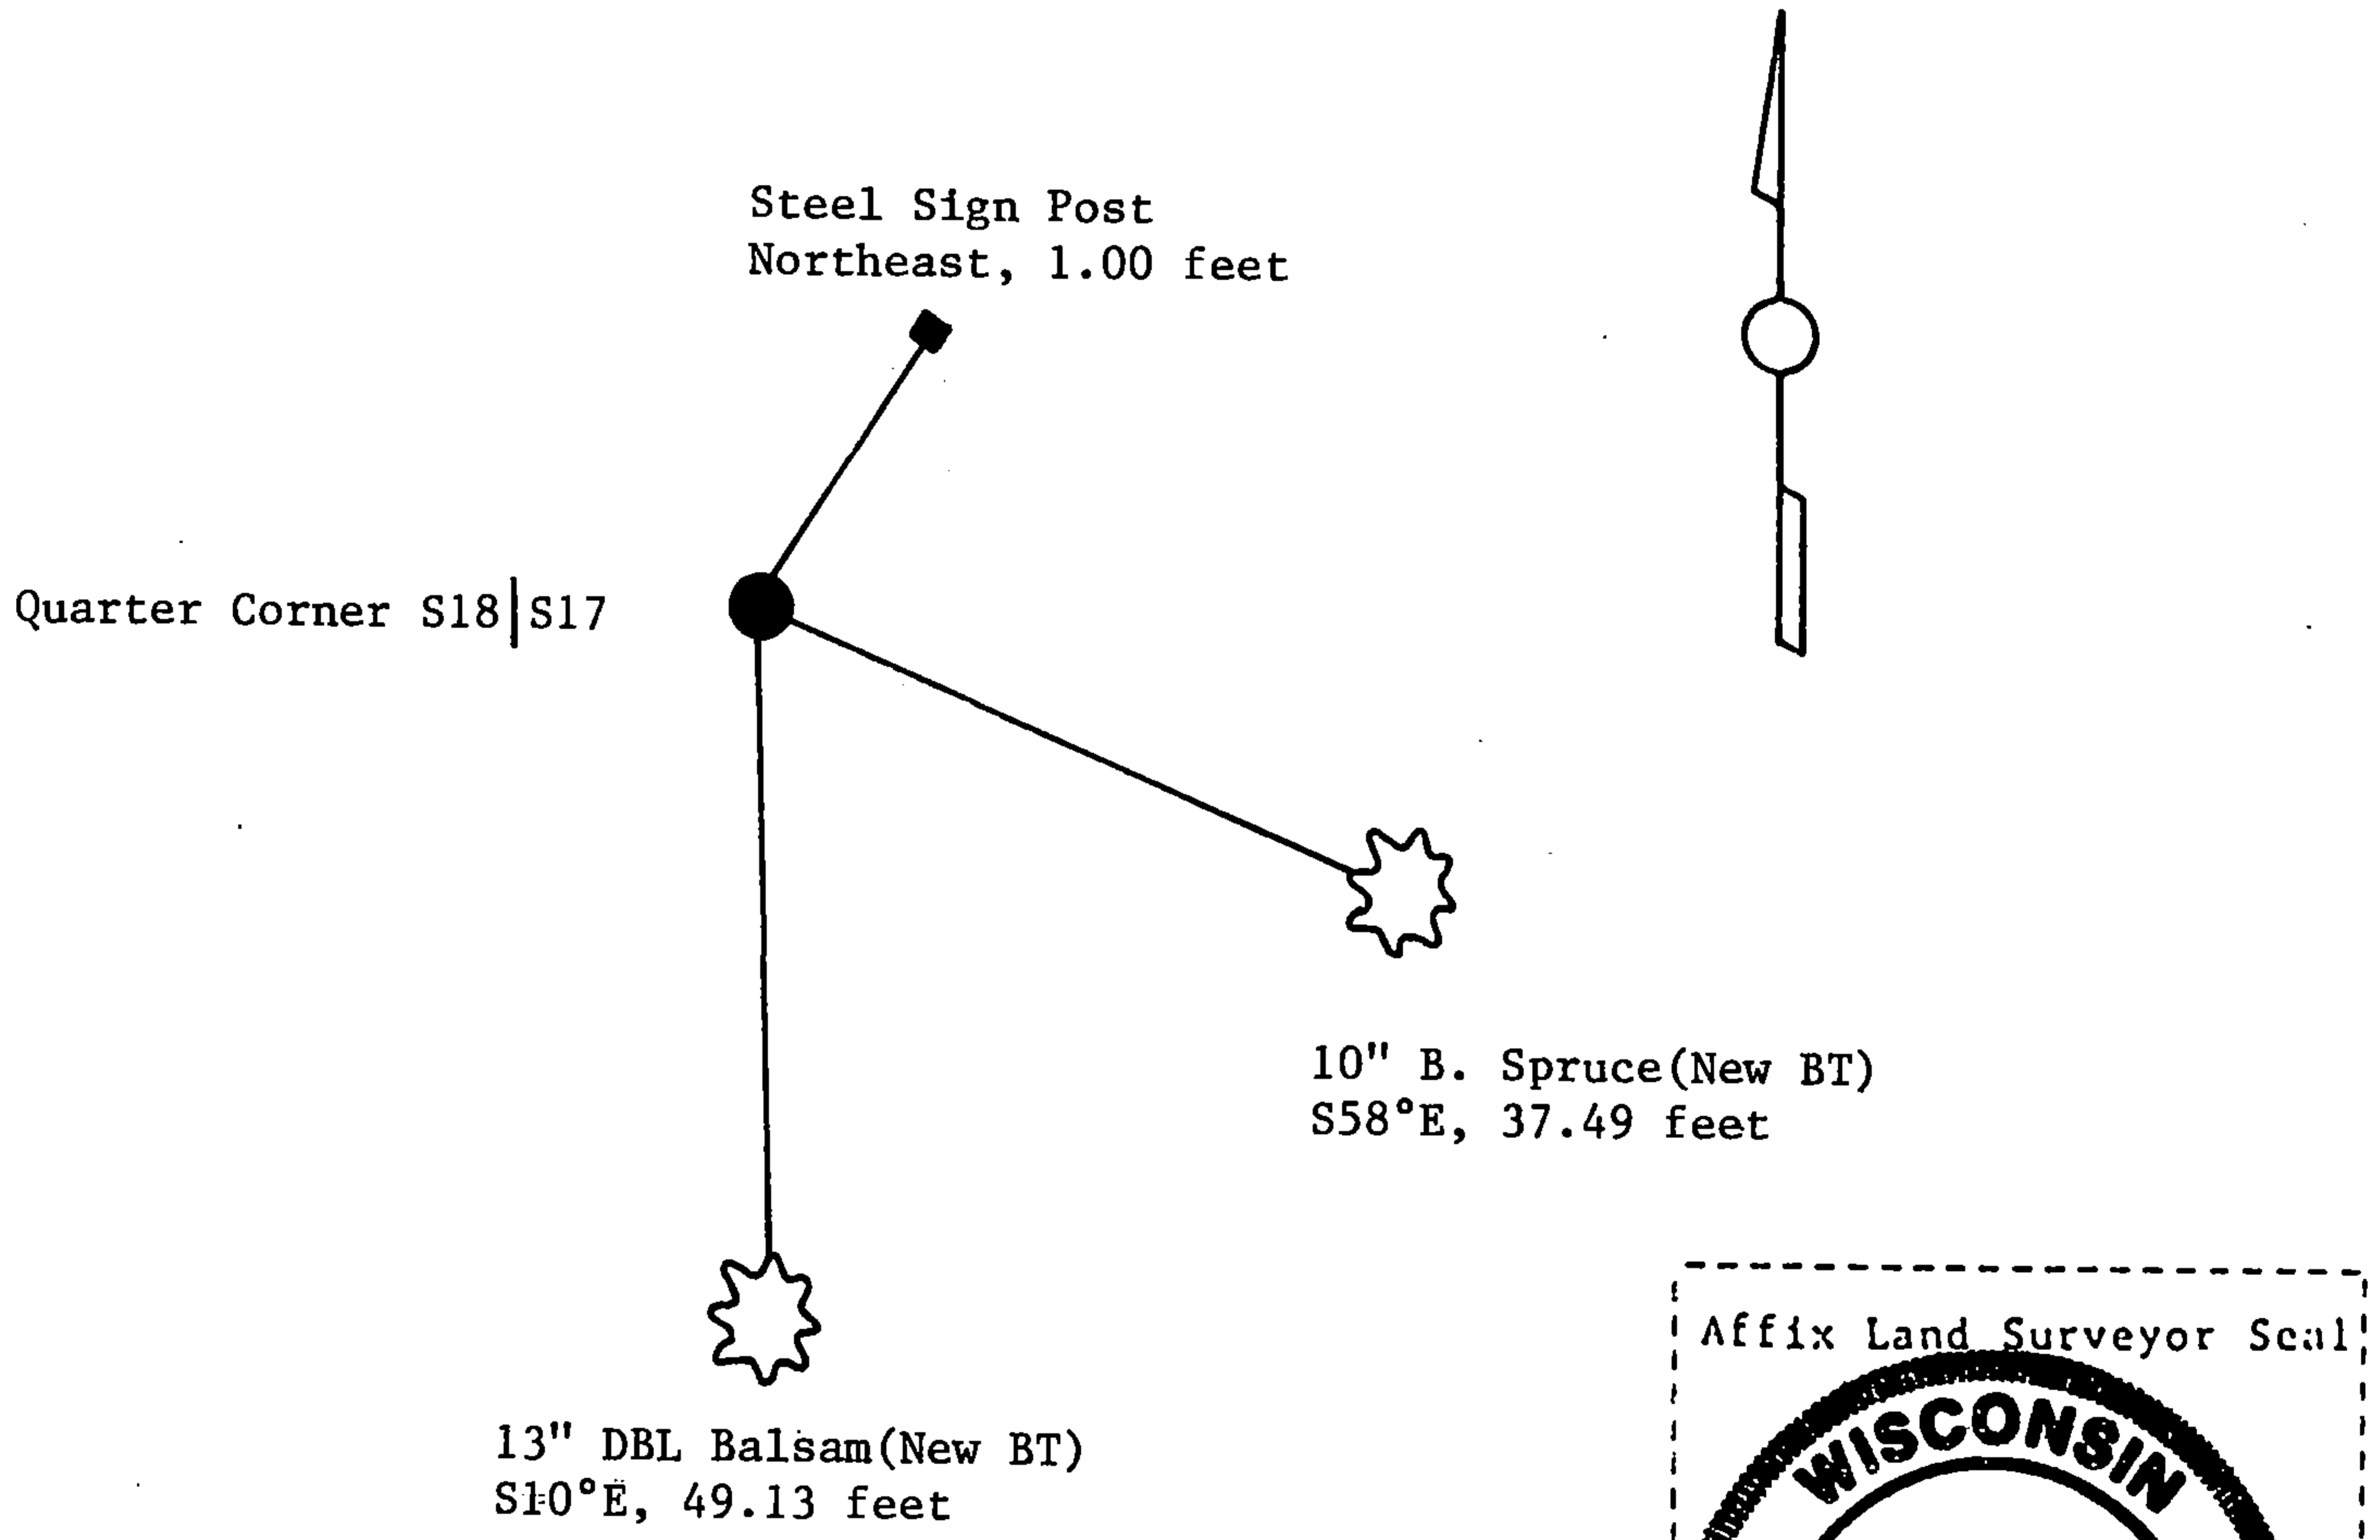 Steel Sign Post
Northeast, 1.00 feet
Quarter Corner S18|S17
10" B. Spruce(New BT)
S58°E, 37.49 feet
13" DBL Balsam(New BT)
S10°E, 49.13 feet
Affix Land Surveyor Seal
WISCONSIN